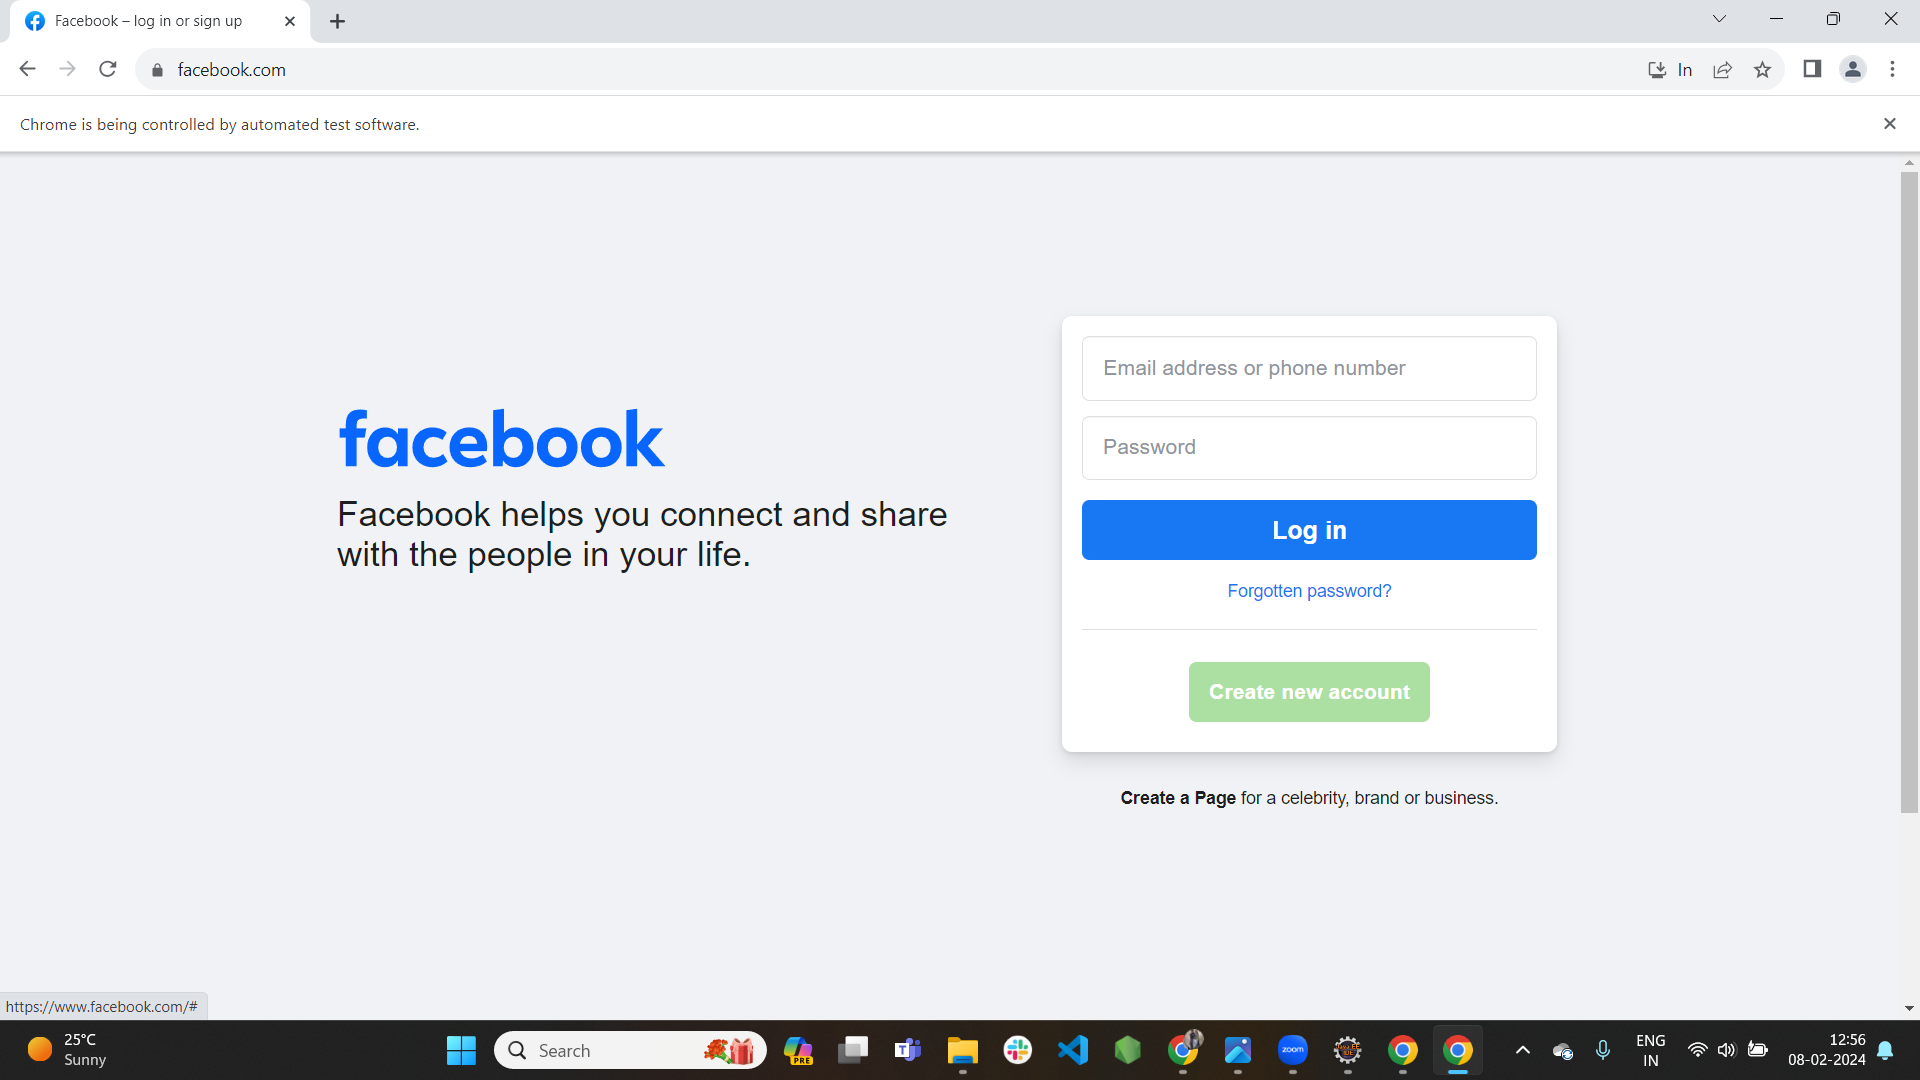 Facebook – log in or sign up
facebook.com
In
Chrome is being controlled by automated test software.
facebook
Facebook helps you connect and share
with the people in your life.
Email address or phone number
Password
Log in
Forgotten password?
Create new account
Create a Page for a celebrity, brand or business.
https://www.facebook.com/#
25°C
Sunny
Search
PRE
T
zoom
IDE
ENG
IN
12:56
08-02-2024